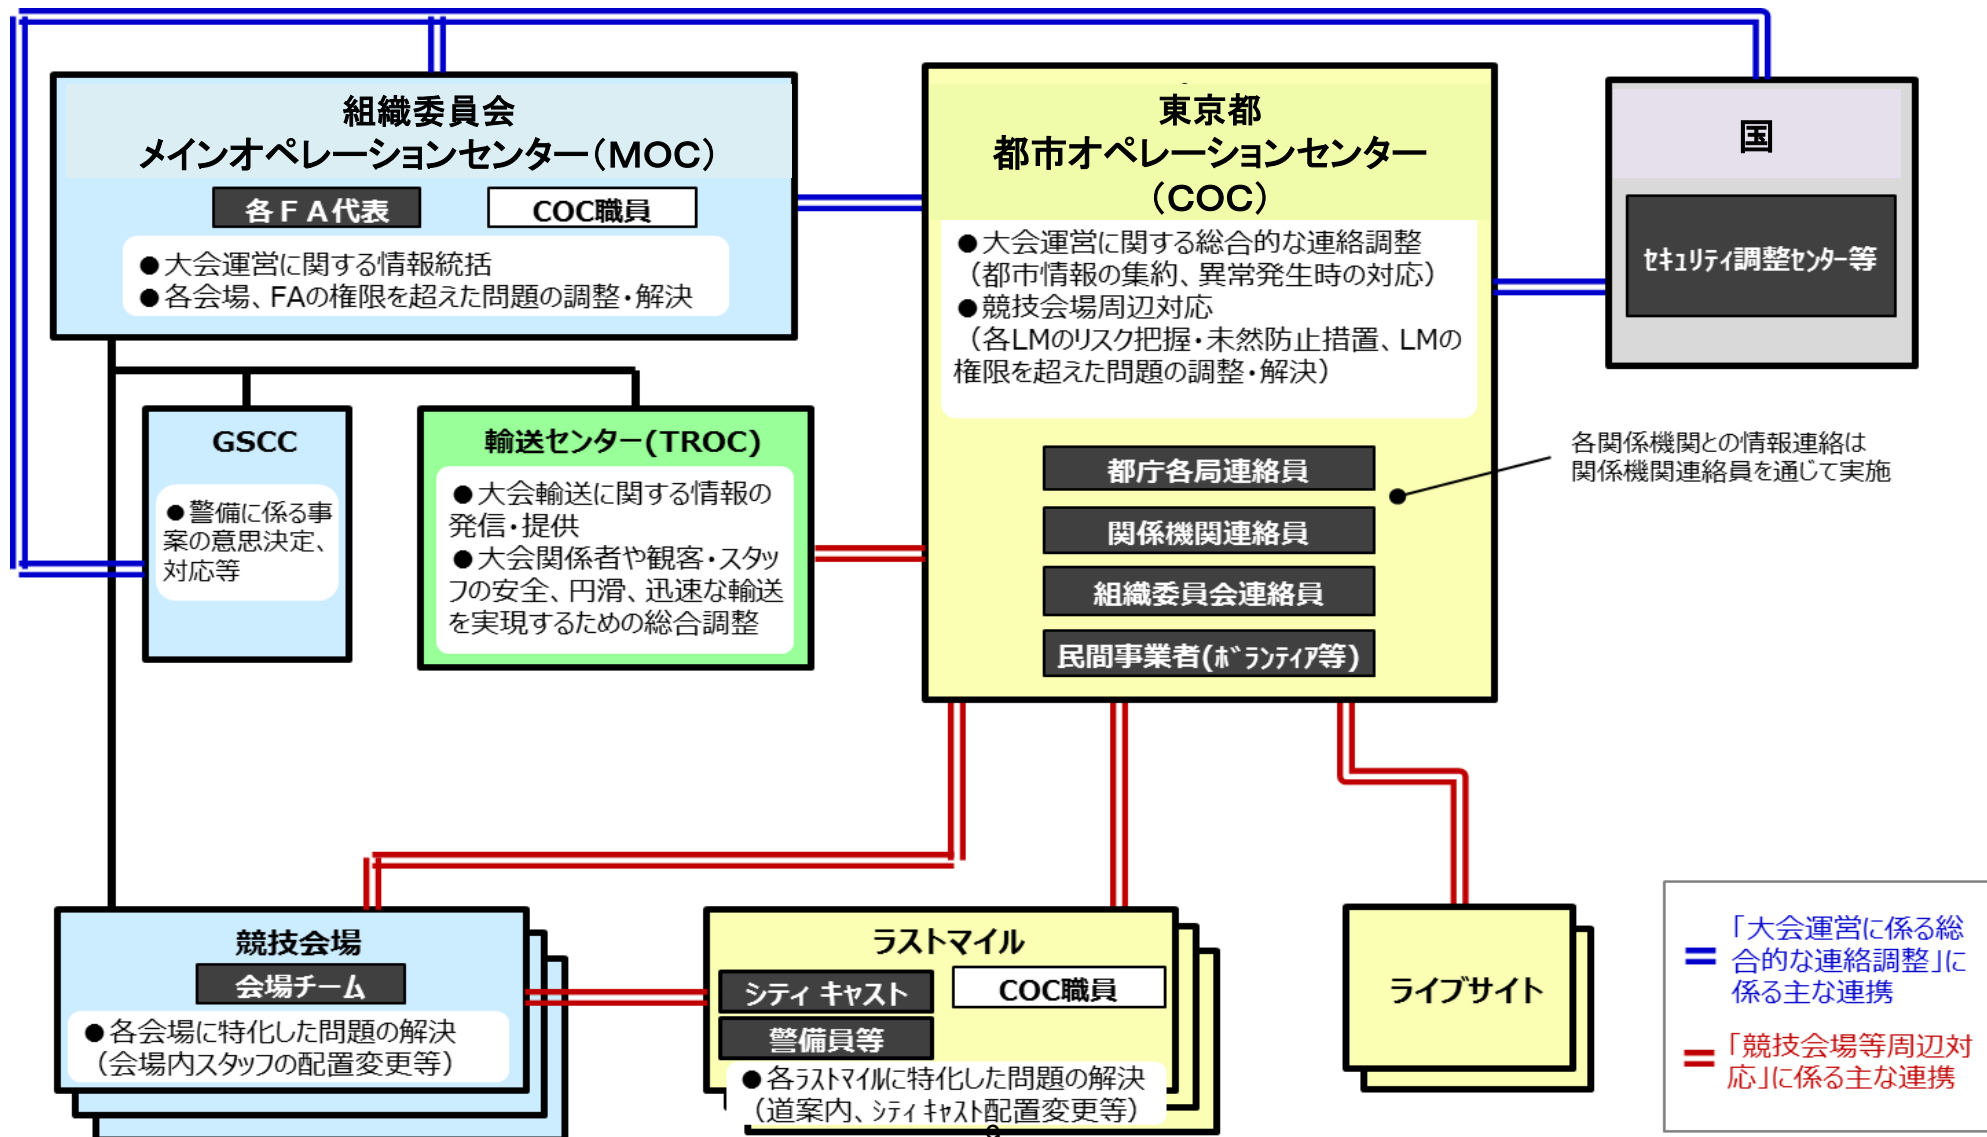 組織委員会
メインオペレーションセンター(MOC)
各FA代表
COC職員
●大会運営に関する情報統括
●各会場、FAの権限を超えた問題の調整・解決
東京都
都市オペレーションセンター
(COC)
●大会運営に関する総合的な連絡調整
(都市情報の集約、異常発生時の対応)
●競技会場周辺対応
(各LMのリスク把握・未然防止措置、LMの
権限を超えた問題の調整・解決)
都庁各局連絡員
関係機関連絡員
組織委員会連絡員
民間事業者(ボランティア等)
国
セキュリティ調整センター等
各関係機関との情報連絡は
関係機関連絡員を通じて実施
GSCC
●警備に係る事
案の意思決定、
対応等
輸送センター(TROC)
●大会輸送に関する情報の
発信・提供
●大会関係者や観客・スタッ
フの安全、円滑、迅速な輸送
を実現するための総合調整
競技会場
会場チーム
●各会場に特化した問題の解決
(会場内スタッフの配置変更等)
ラストマイル
シティ キャスト
COC職員
警備員等
●各ラストマイルに特化した問題の解決
(道案内、シティ キャスト配置変更等)
ライブサイト
「大会運営に係る総
合的な連絡調整」に
係る主な連携
「競技会場等周辺対
応」に係る主な連携